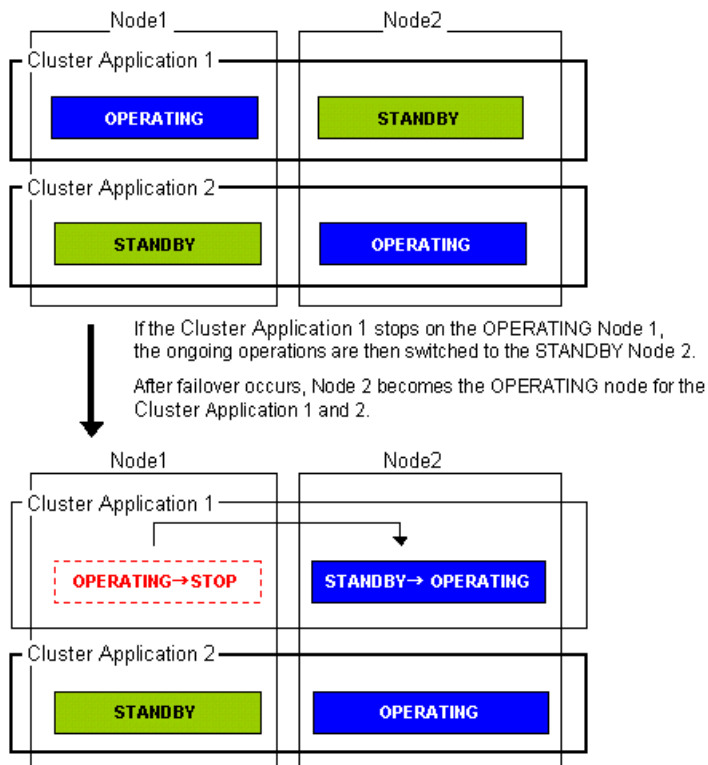 Node1 Node2
Cluster Application 1
OPERATING STANDBY
Cluster Application 2
STANDBY OPERATING
If the Cluster Application 1 stops on the OPERATING Node 1,
the ongoing operations are then switched to the STANDBY Node 2.
After failover occurs, Node 2 becomes the OPERATING node for the
Cluster Application 1 and 2.
Node1 Node2
Cluster Application 1
OPERATING→STOP STANDBY→ OPERATING
Cluster Application 2
STANDBY OPERATING